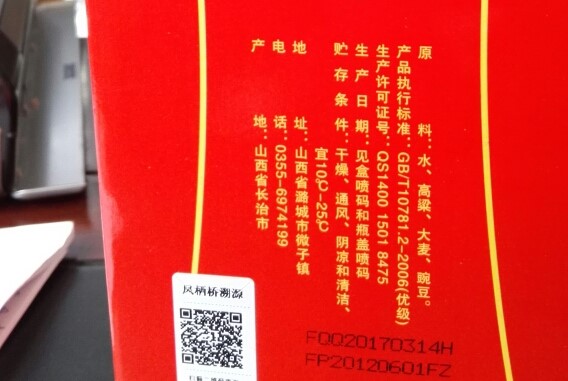 原 料：水、高粱、大麦、豌豆。
产品执行标准：GB/T10781.2-2006(优级)
生产许可证号：QS1400 1501 8475
生 产 日 期：见盒喷码和瓶盖喷码
贮 存 条 件：干燥、通风、阴凉和清洁、
宜10℃-25℃
地 址：山西省潞城市微子镇
电 话：0355-6974199
产 地：山西省长治市
凤栖桥溯源
FQQ20170314H
FP20120601FZ